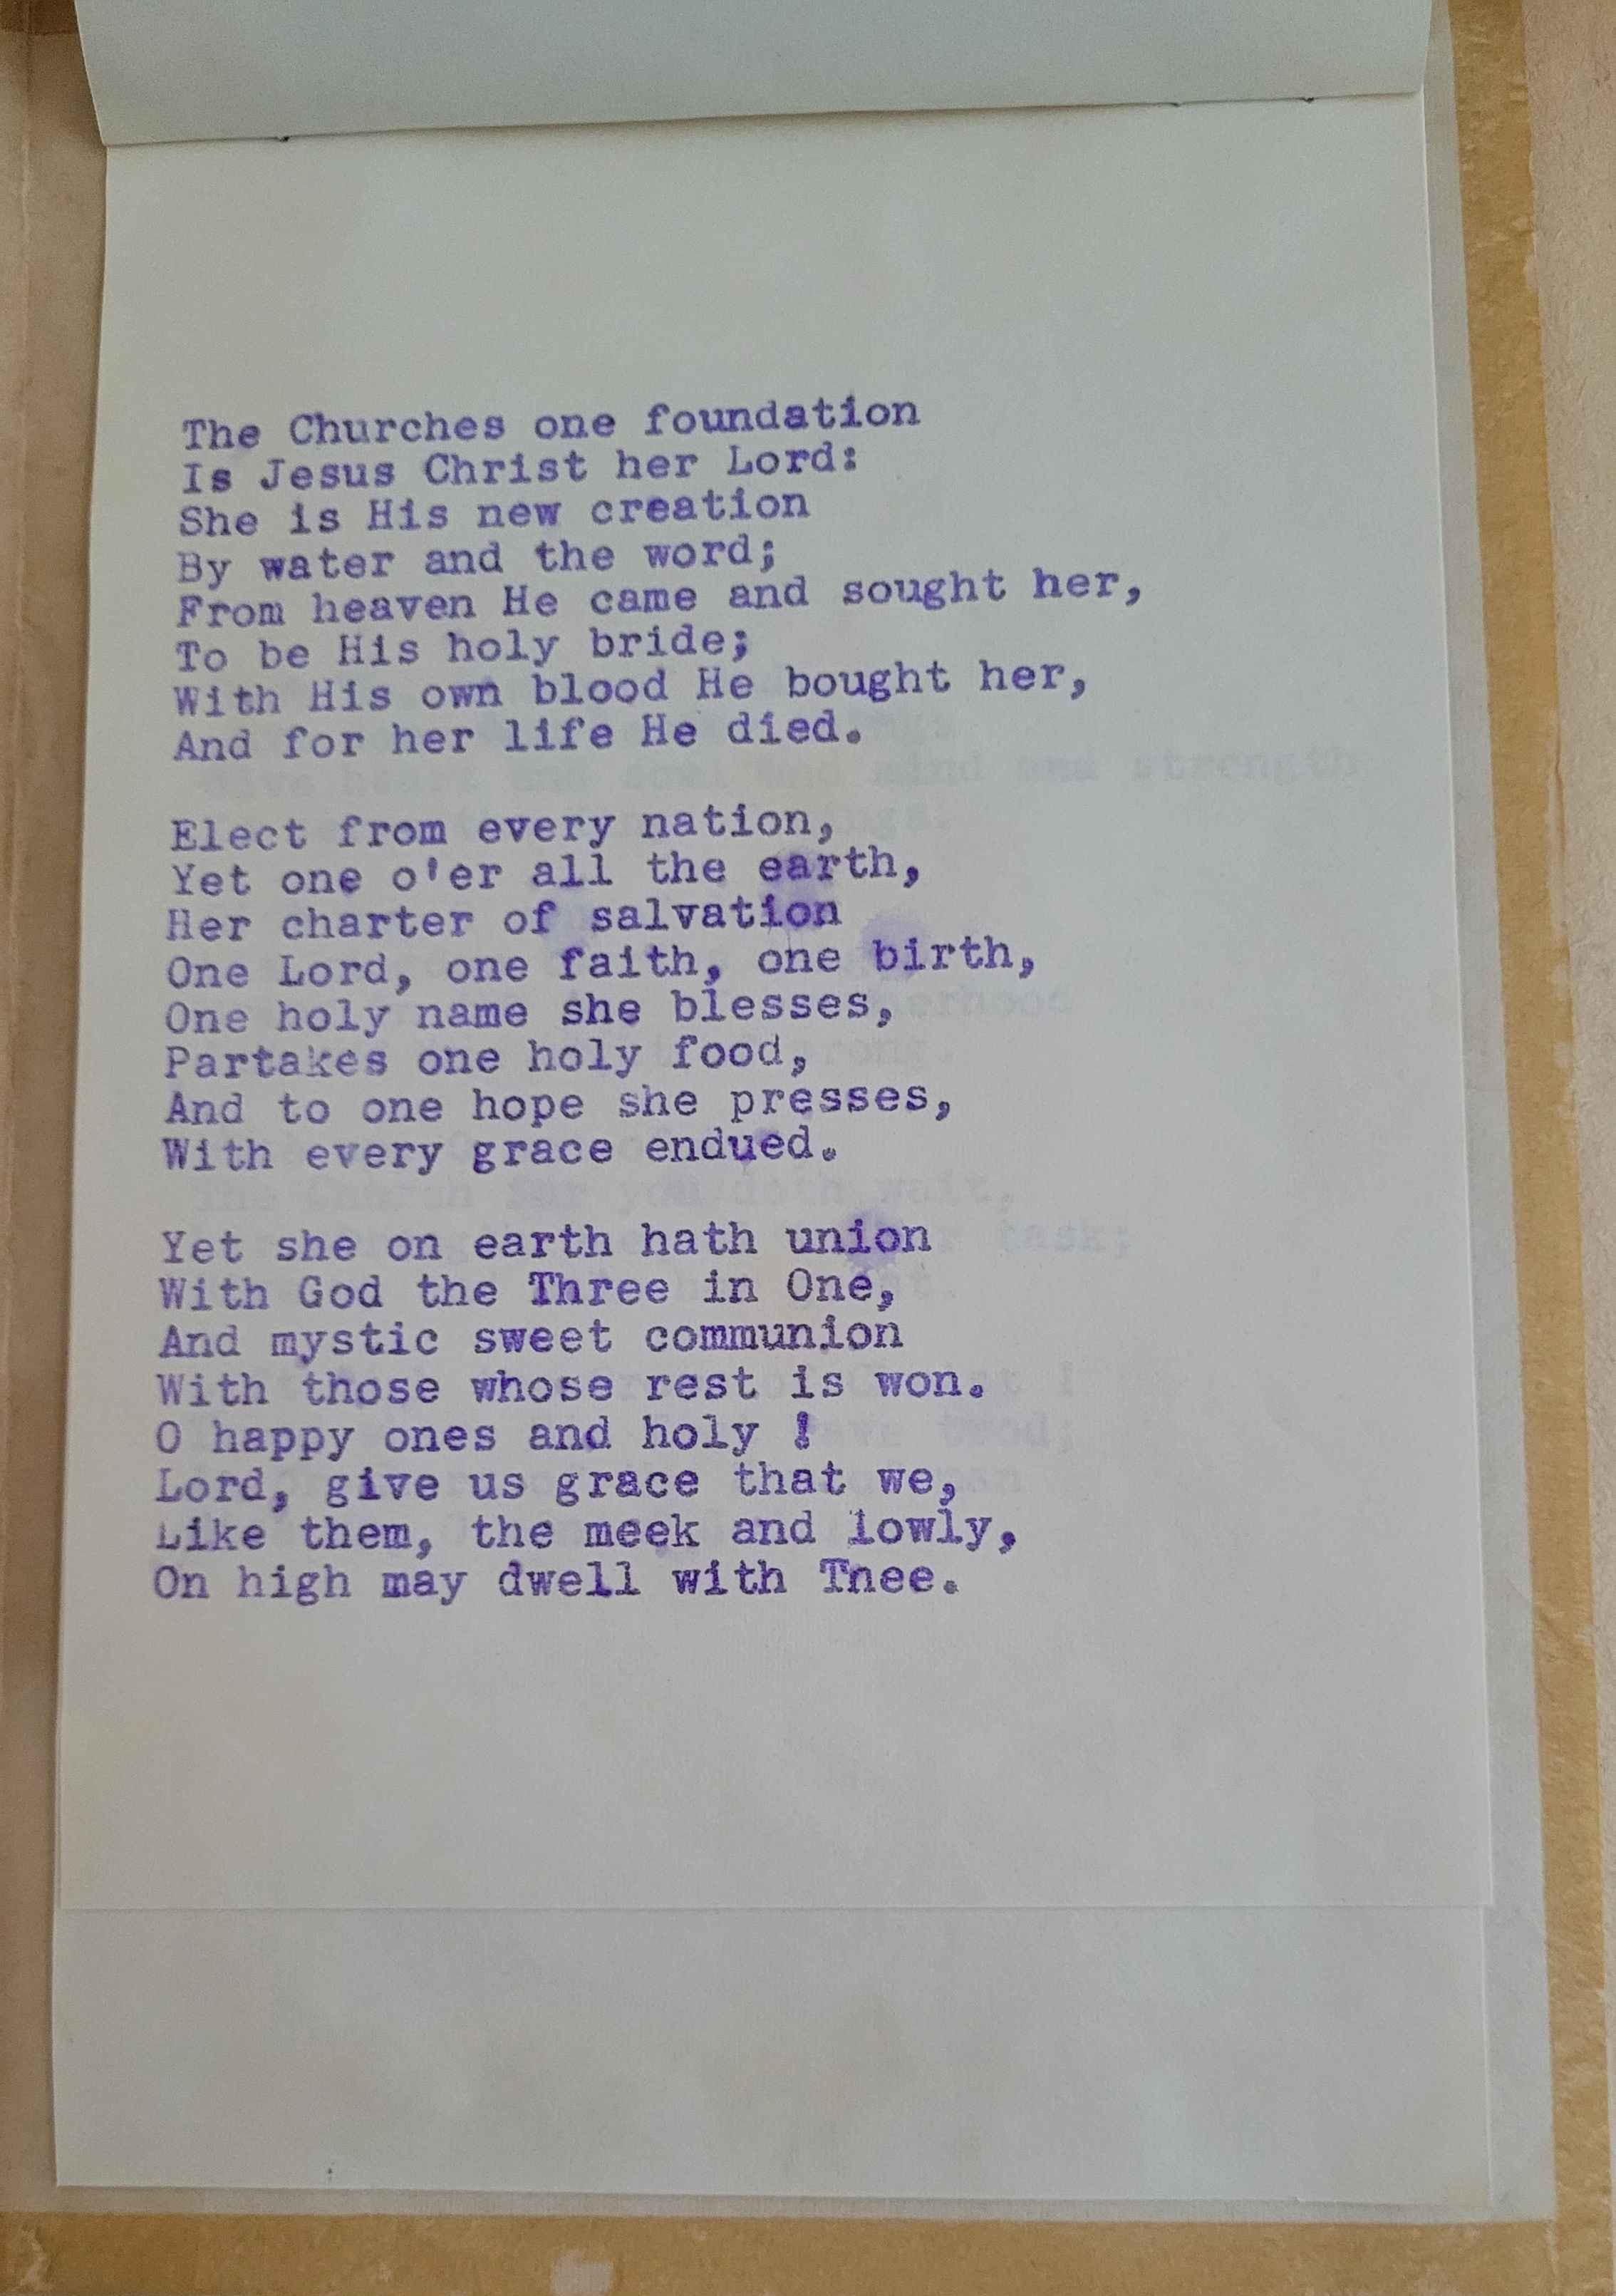 The Churches one foundation
Is Jesus Christ her Lord:
She is His new creation
By water and the word;
From heaven He came and sought her,
To be His holy bride;
With His own blood He bought her,
And for her life He died.
Elect from every nation,
Yet one o'er all the earth,
Her charter of salvation
One Lord, one faith, one birth,
One holy name she blesses,
Partakes one holy food,
And to one hope she presses,
With every grace endued.
Yet she on earth hath union
With God the Three in One,
And mystic sweet communion
With those whose rest is won.
O happy ones and holy !
Lord, give us grace that we,
Like them, the meek and lowly,
On high may dwell with Thee.